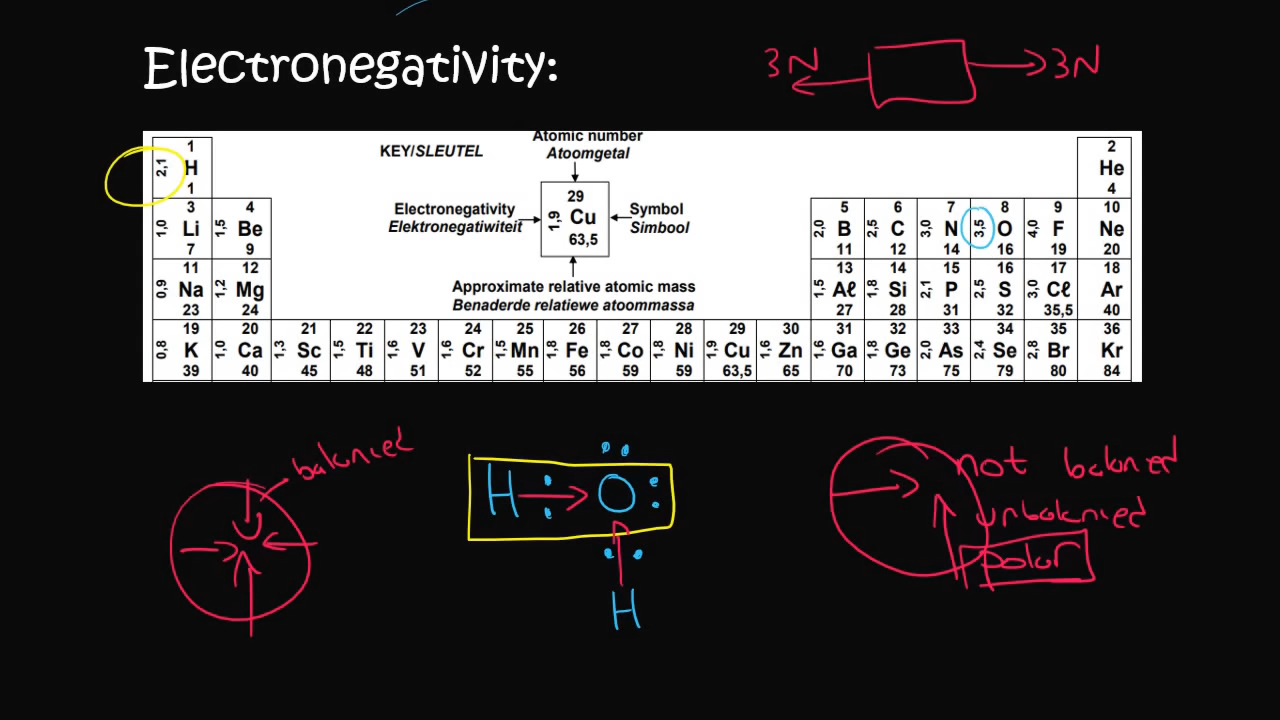 Electronegativity:
3N 3N
Atomic number
Atoomgetal
KEY/SLEUTEL
29
1,9 Cu
63,5
Electronegativity
Elektronegatiwiteit
Symbol
Simbool
Approximate relative atomic mass
Benaderde relatiewe atoommassa
1 2
2,1 H He
1 4
3 4 5 6 7 8 9 10
1,0 Li 1,5 Be 2,0 B 2,5 C 3,0 N 3,5 O 4,0 F Ne
7 9 11 12 14 16 19 20
11 12 13 14 15 16 17 18
0,9 Na 1,2 Mg 1,5 Aℓ 1,8 Si 2,1 P 2,5 S 3,0 Cℓ Ar
23 24 27 28 31 32 35,5 40
19 20 21 22 23 24 25 26 27 28 29 30 31 32 33 34 35 36
0,8 K 1,0 Ca 1,3 Sc 1,5 Ti 1,6 V 1,6 Cr 1,5 Mn 1,8 Fe 1,8 Co 1,8 Ni 1,9 Cu 1,6 Zn 1,6 Ga 1,8 Ge 2,0 As 2,4 Se 2,8 Br Kr
39 40 45 48 51 52 55 56 59 59 63,5 65 70 73 75 79 80 84
balanced
H O
H
not balanced
unbalanced
polar